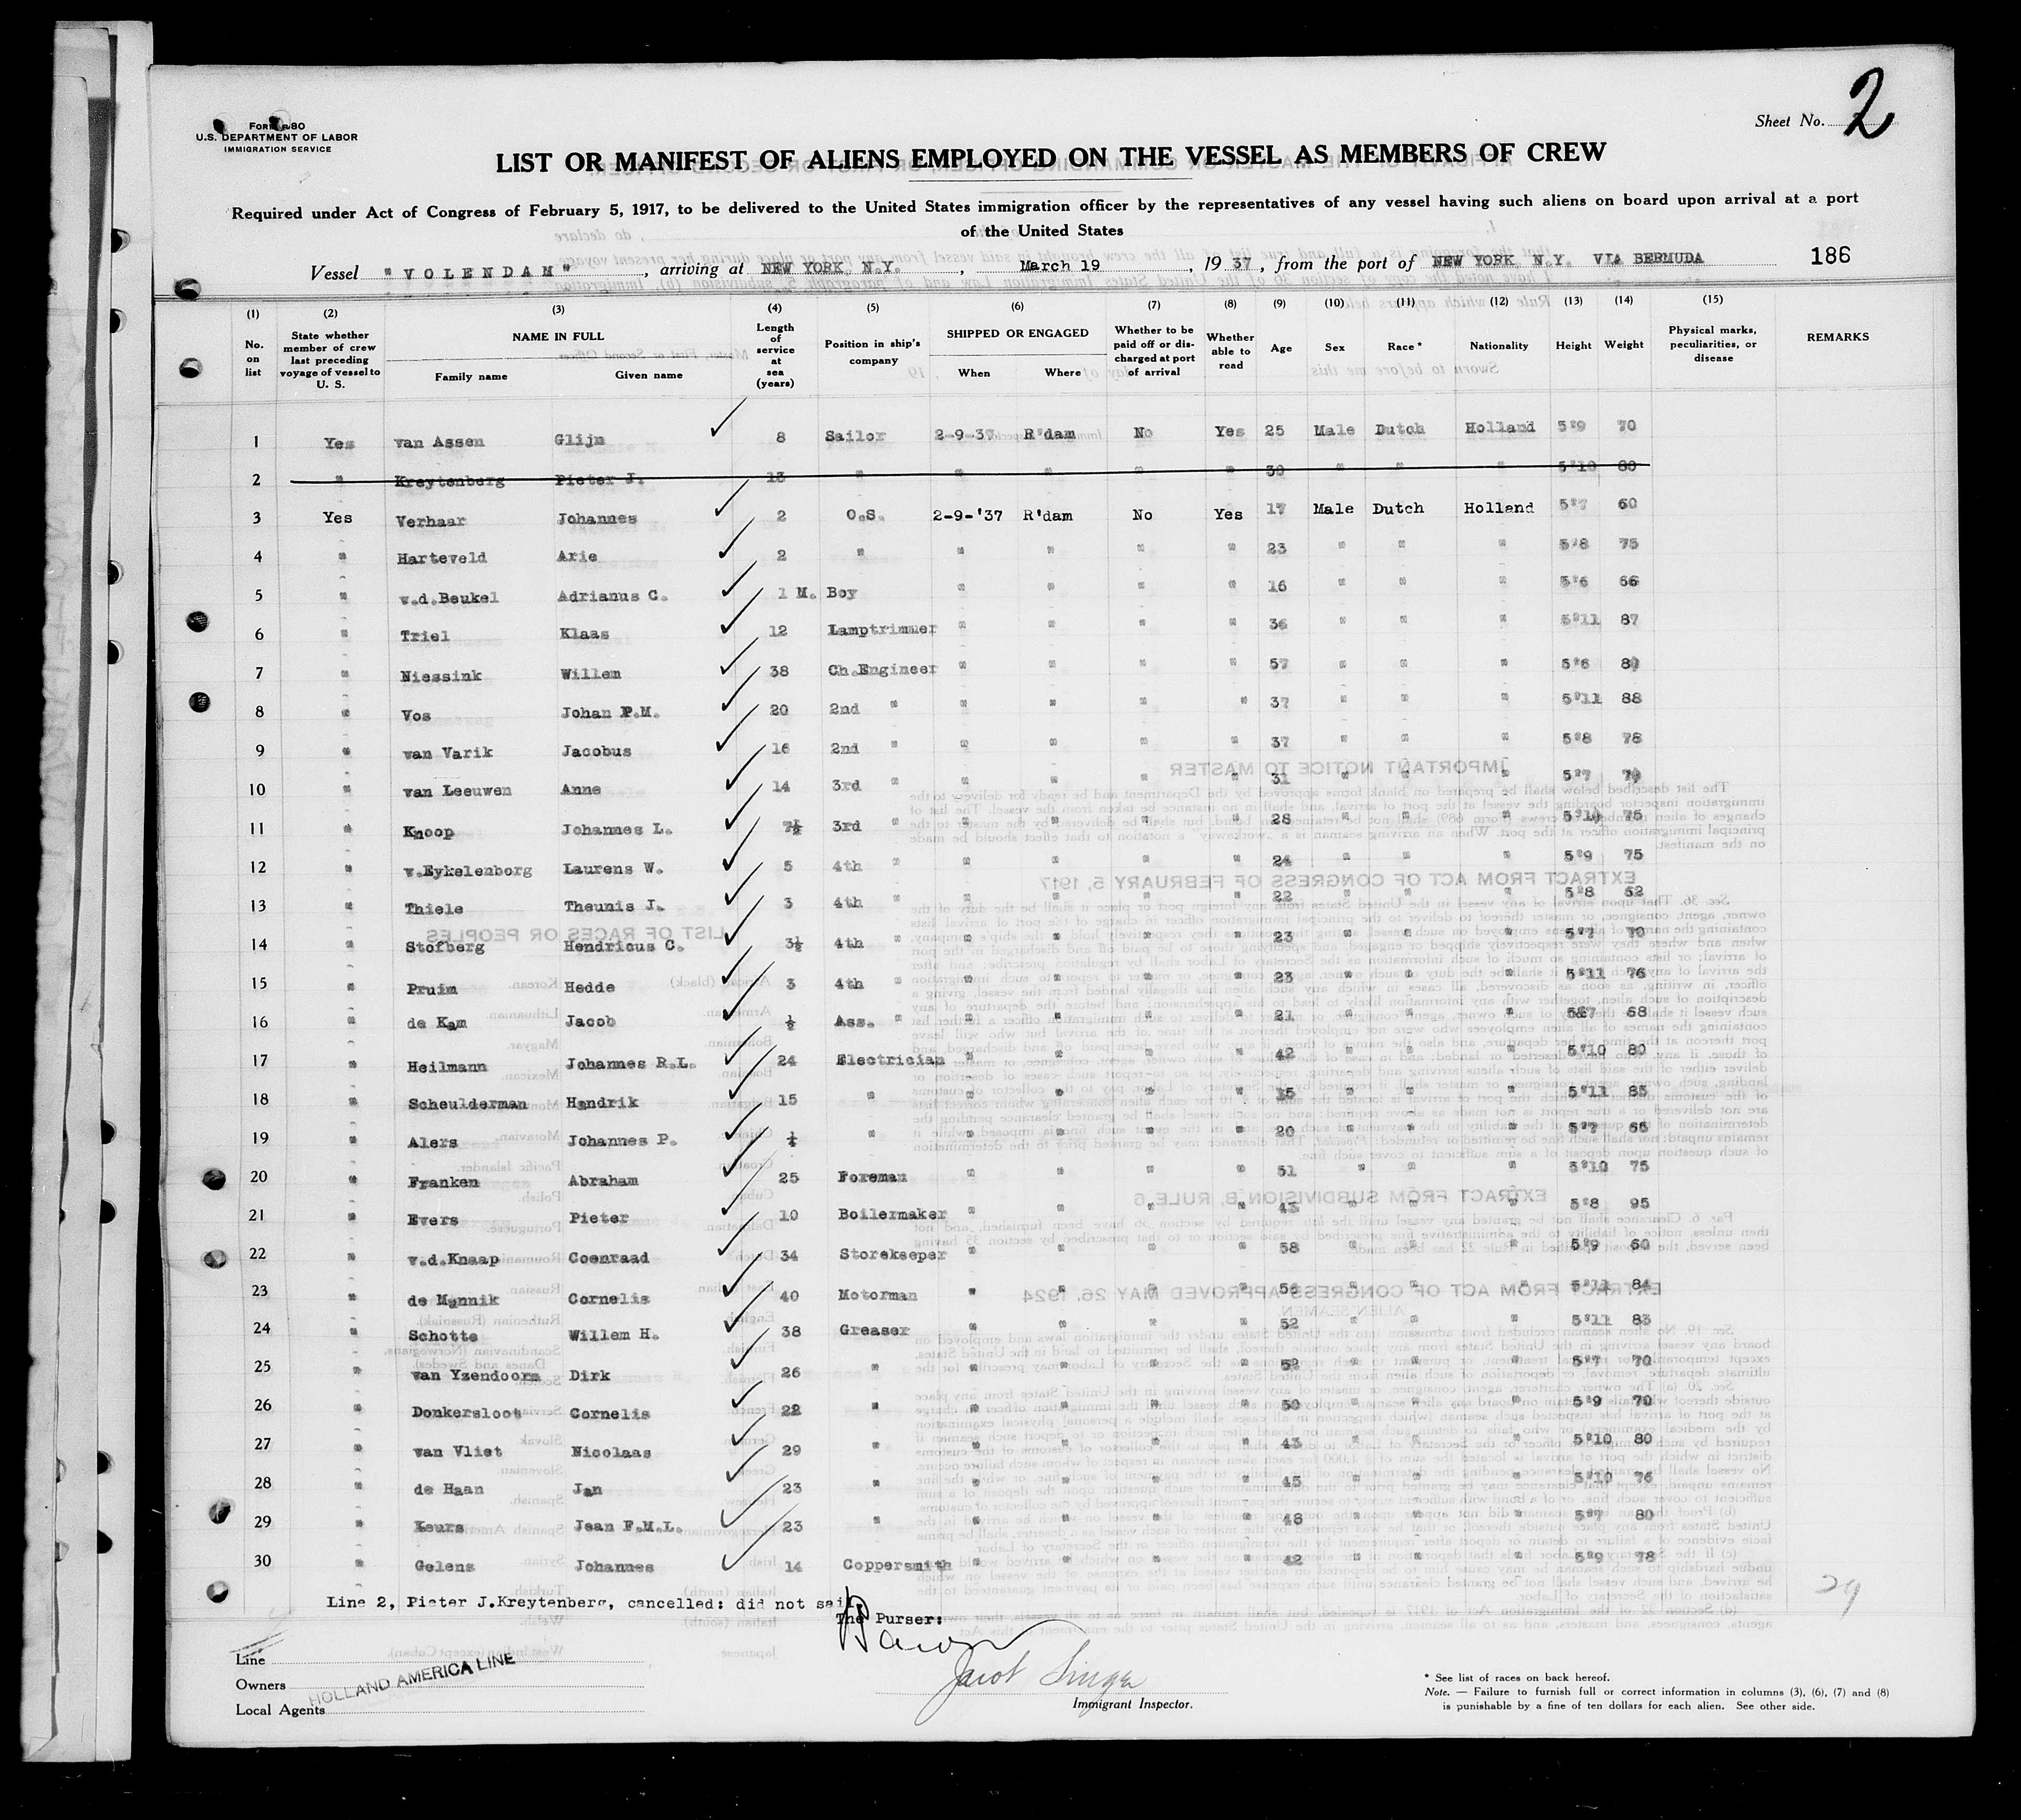 Form 680
U.S. DEPARTMENT OF LABOR
IMMIGRATION SERVICE
Sheet No. 2
LIST OR MANIFEST OF ALIENS EMPLOYED ON THE VESSEL AS MEMBERS OF CREW
Required under Act of Congress of February 5, 1917, to be delivered to the United States immigration officer by the representatives of any vessel having such aliens on board upon arrival at a port
of the United States
Vessel "VOLENDAM", arriving at NEW YORK N.Y., March 19, 1937, from the port of NEW YORK N.Y. VIA BERMUDA 186
(1) (2) (3) (4) (5) (6) (7) (8) (9) (10) (11) (12) (13) (14) (15)
No. on list State whether member of crew last preceding voyage of vessel to U. S. NAME IN FULL Family name Given name Length of service at sea (years) Position in ship's company SHIPPED OR ENGAGED When Where Whether to be paid off or discharged at port of arrival Whether able to read Age Sex Race* Nationality Height Weight Physical marks, peculiarities, or disease REMARKS
1 Yes van Assen Glijn 8 Sailor 2-9-37 R'dam No Yes 25 Male Dutch Holland 5'9 70
2 " Kreytenberg Pieter J. 13 " " " " " 30 " " " 5'10 80
3 Yes Verhaar Johannes 2 O.S. 2-9-'37 R'dam No Yes 17 Male Dutch Holland 5'7 60
4 " Harteveld Arie 2 " " " " " 23 " " " 5'8 75
5 " v.d.Beukel Adrianus C. 1 M. Boy " " " " 16 " " " 5'6 66
6 " Triel Klaas 12 Lamptrimmer " " " " 36 " " " 5'11 87
7 " Niessink Willem 38 Ch.Engineer " " " " 57 " " " 5'6
8 " Vos Johan P.M. 20 2nd " " " " " 37 " " " 5'11 88
9 " van Varik Jacobus 16 2nd " " " " " 37 " " " 5'8 78
10 " van Leeuwen Anne 14 3rd " " " " " 31 " " " 5'7
11 " Knoop Johannes L. 7½ 3rd " " " " " 28 " " " 5'10 75
12 " v.Eykelenborg Laurens W. 5 4th " " " " " 24 " " " 5'9 75
13 " Thiele Theunis J. 3 4th " " " " " 22 " " " 5'8 62
14 " Stofberg Hendricus C. 3½ 4th " " " " " 23 " " " 5'7 70
15 " Pruim Hedde 3 4th " " " " " 23 " " " 5'11 76
16 " de Kam Jacob ½ Ass. " " " " " 21 " " " 5'7 68
17 " Heilmann Johannes R.L. 24 Electrician " " " " 42 " " " 5'10 80
18 " Scheulderman Hendrik 15 " " " " " 35 " " " 5'11 85
19 " Alers Johannes P. ¼ " " " " " 20 " " " 5'7 65
20 " Franken Abraham 25 Foreman " " " " 51 " " " 5'10 75
21 " Evers Pieter 10 Boilermaker " " " " 43 " " " 5'8 95
22 " v.d.Knaap Coenraad 34 Storekeeper " " " " 58 " " " 5'9 60
23 " de Mennik Cornelis 40 Motorman " " " " 56 " " " 5'11 84
24 " Schotte Willem H. 38 Greaser " " " " 52 " " " 5'11 83
25 " van Yzendoorn Dirk 26 " " " " " 52 " " " 5'7 70
26 " Donkersloot Cornelis 22 " " " " " 50 " " " 5'9 70
27 " van Vliet Nicolaas 29 " " " " " 43 " " " 5'10 80
28 " de Haan Jan 23 " " " " " 45 " " " 5'10 76
29 " Keurs Jean F.M.L. 23 " " " " " 48 " " " 5'7 80
30 " Gelens Johannes 14 Coppersmith " " " " 42 " " " 5'9 78
Line 2, Pieter J.Kreytenberg, cancelled: did not sail
29
The Purser:
Line
Owners HOLLAND AMERICA LINE
Local Agents
Jacob
Immigrant Inspector.
* See list of races on back hereof.
Note. — Failure to furnish full or correct information in columns (3), (6), (7) and (8)
is punishable by a fine of ten dollars for each alien. See other side.